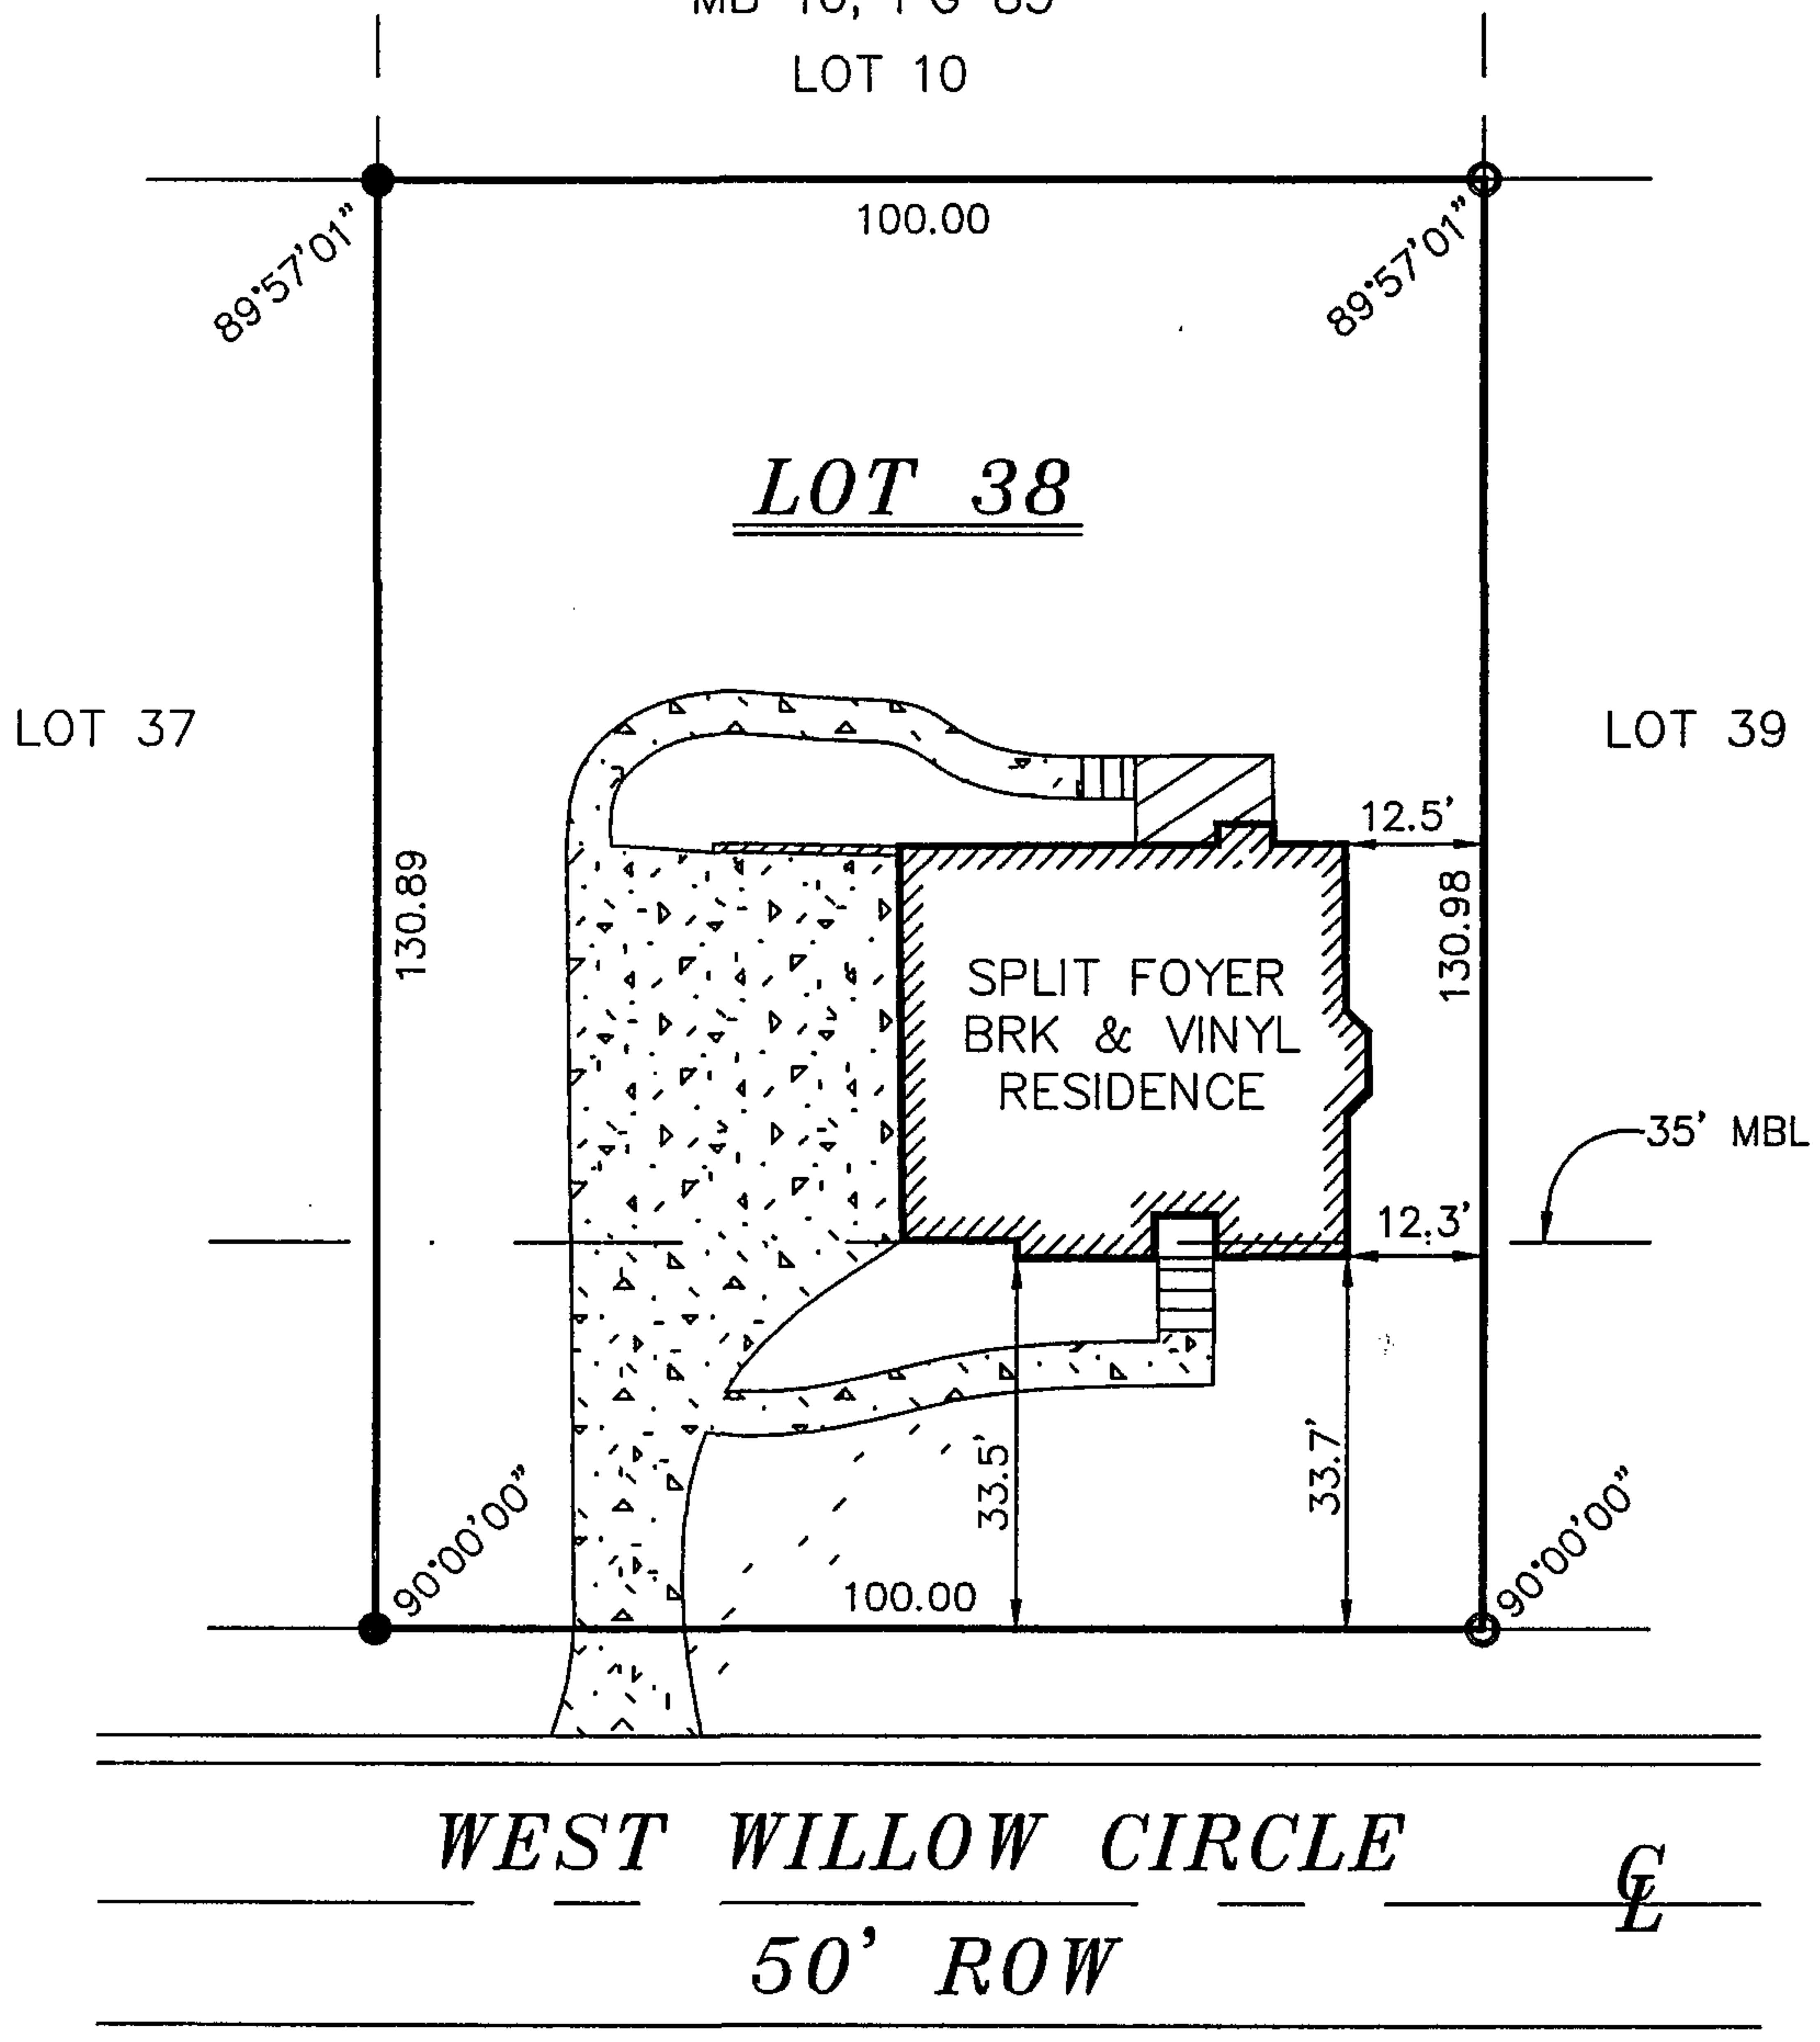 LOT 10
100.00
89°57'01"
89°57'01"
LOT 38
LOT 37
LOT 39
12.5'
130.89
130.98
SPLIT FOYER
BRK & VINYL
RESIDENCE
35' MBL
12.3'
33.5'
33.7'
90°00'00"
90°00'00"
100.00
WEST WILLOW CIRCLE
CL
50' ROW